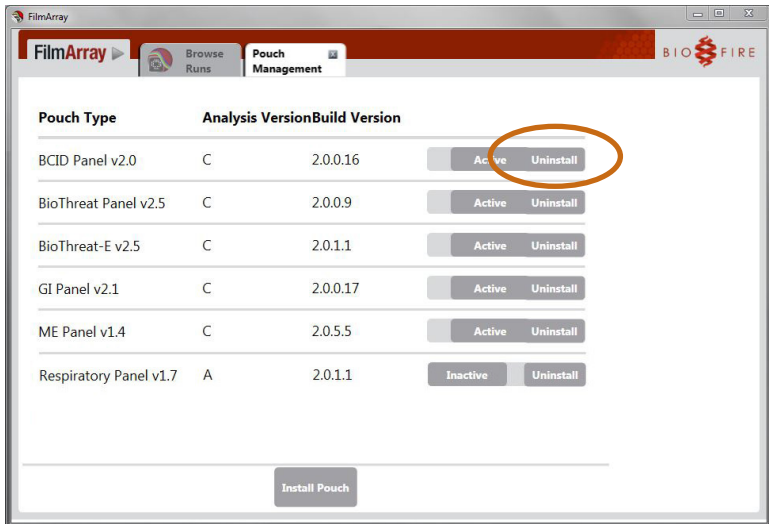 FilmArray
FilmArray
Browse Runs
Pouch Management
BIO FIRE
Pouch Type Analysis Version Build Version
BCID Panel v2.0 C 2.0.0.16 Active Uninstall
BioThreat Panel v2.5 C 2.0.0.9 Active Uninstall
BioThreat-E v2.5 C 2.0.1.1 Active Uninstall
GI Panel v2.1 C 2.0.0.17 Active Uninstall
ME Panel v1.4 C 2.0.5.5 Active Uninstall
Respiratory Panel v1.7 A 2.0.1.1 Inactive Uninstall
Install Pouch